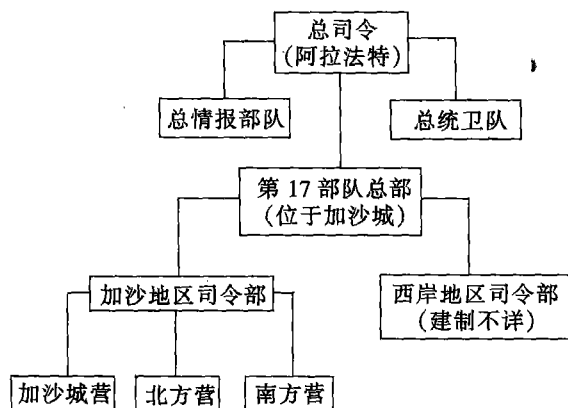 总司令
(阿拉法特)
总情报部队
总统卫队
第17部队总部
(位于加沙城)
加沙地区司令部
西岸地区司令部
(建制不详)
加沙城营
北方营
南方营